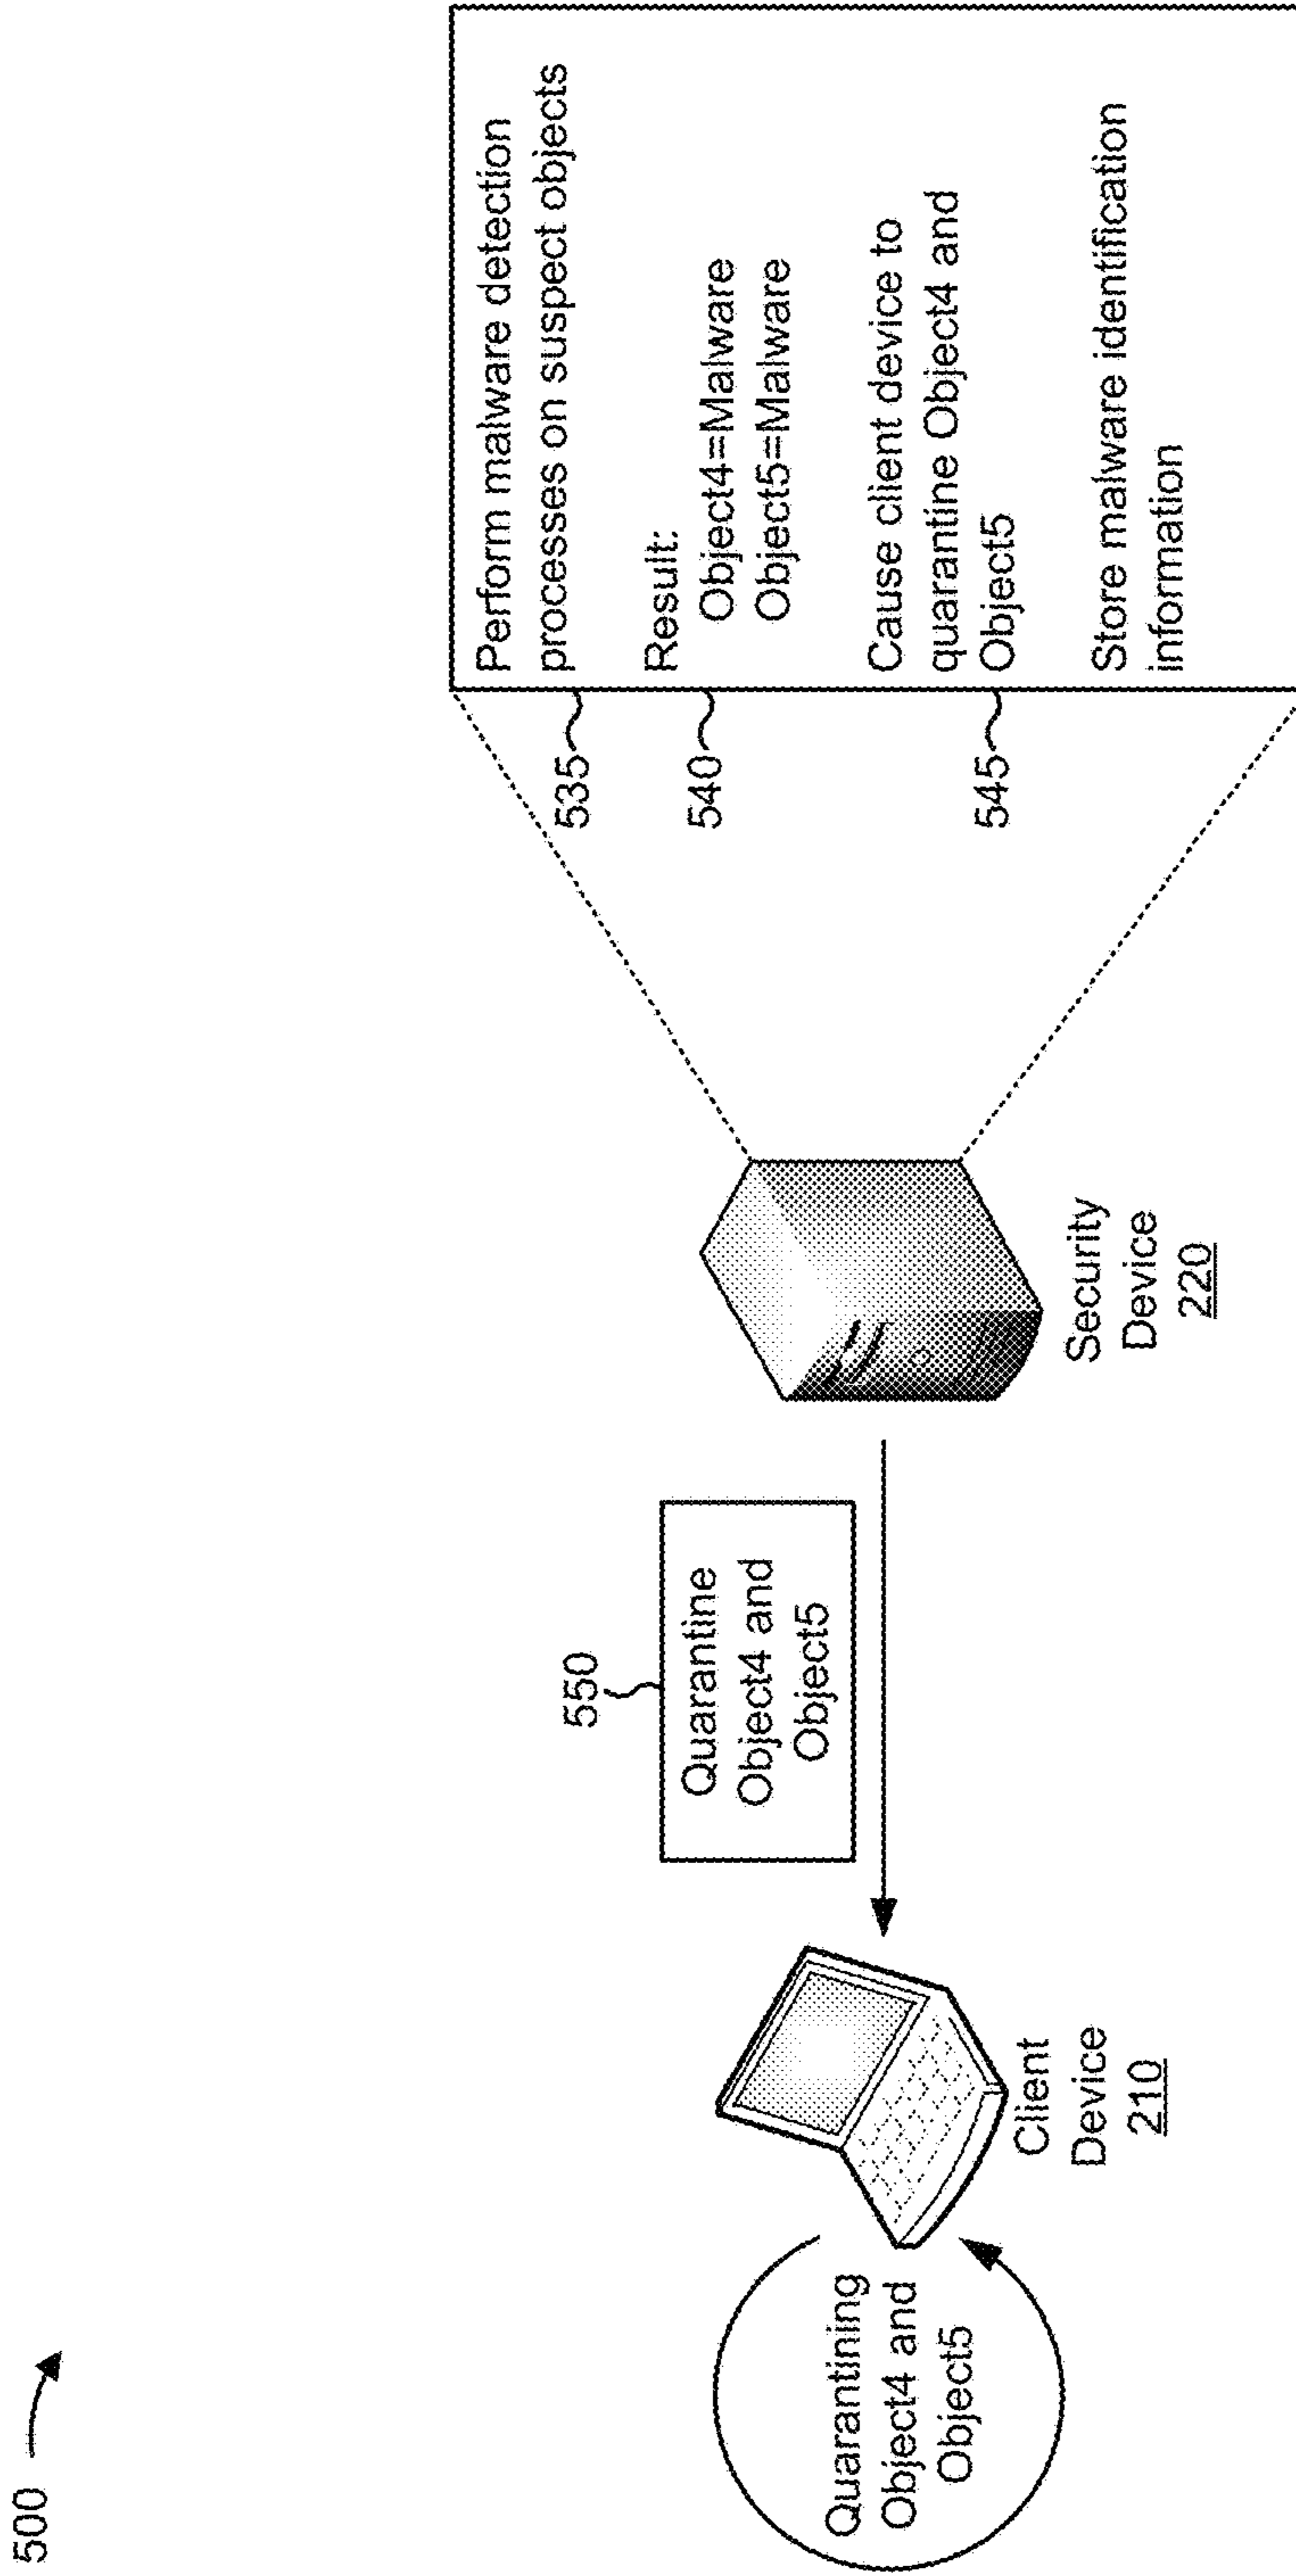 500
Quarantining
Object4 and
Object5
Client
Device
210
550
Quarantine
Object4 and
Object5
Security
Device
220
535
Perform malware detection
processes on suspect objects
540
Result:
Object4=Malware
Object5=Malware
545
Cause client device to
quarantine Object4 and
Object5
Store malware identification
information